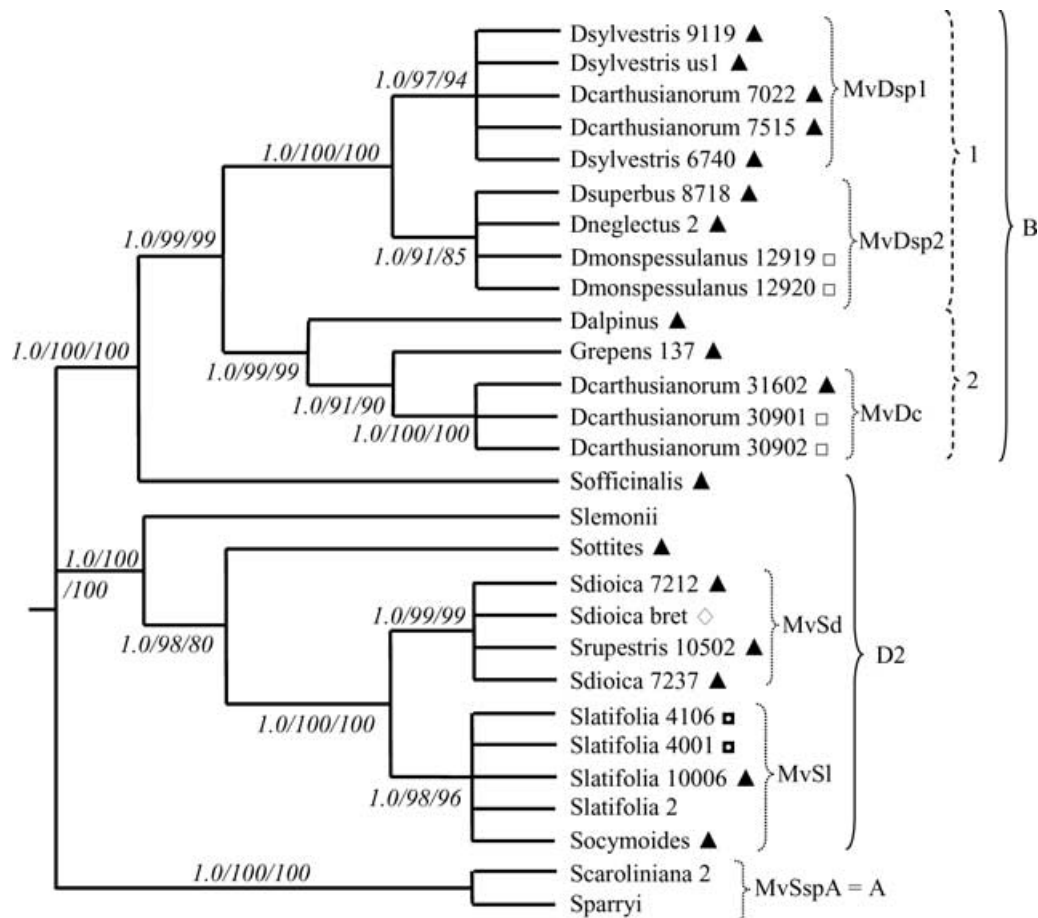 Dsylvestris 9119 ▲
Dsylvestris us1 ▲
1.0/97/94
MvDsp1
Dcarthusianorum 7022 ▲
Dcarthusianorum 7515 ▲
1.0/100/100
1
Dsylvestris 6740 ▲
Dsuperbus 8718 ▲
Dneglectus 2 ▲
B
1.0/99/99
MvDsp2
1.0/91/85
Dmonspessulanus 12919 □
Dmonspessulanus 12920 □
Dalpinus ▲
1.0/100/100
Grepens 137 ▲
1.0/99/99
Dcarthusianorum 31602 ▲
2
1.0/91/90
Dcarthusianorum 30901 □
MvDc
1.0/100/100
Dcarthusianorum 30902 □
Sofficinalis ▲
Slemonii
1.0/100
/100
Sottites ▲
Sdioica 7212 ▲
1.0/99/99
Sdioica bret ◇
MvSd
1.0/98/80
Srupestris 10502 ▲
D2
Sdioica 7237 ▲
Slatifolia 4106 ◘
1.0/100/100
Slatifolia 4001 ◘
Slatifolia 10006 ▲
MvSl
1.0/98/96
Slatifolia 2
Socymoides ▲
1.0/100/100
Scaroliniana 2
MvSspA = A
Sparryi